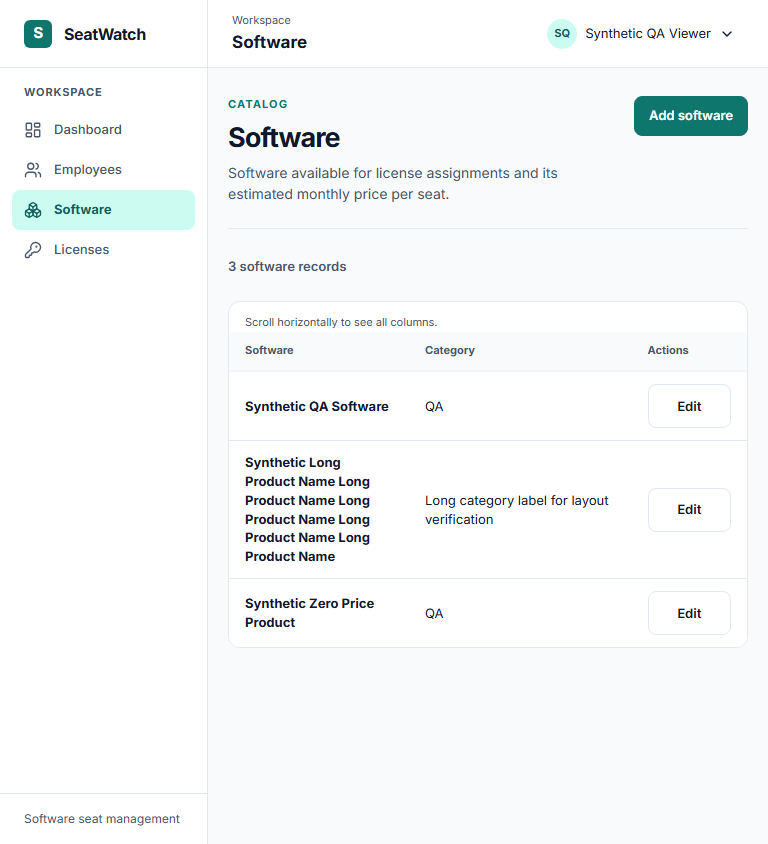 S SeatWatch
Workspace
Software
SQ Synthetic QA Viewer
WORKSPACE
Dashboard
Employees
Software
Licenses
CATALOG
Software
Add software
Software available for license assignments and its
estimated monthly price per seat.
3 software records
Scroll horizontally to see all columns.
Software Category Actions
Synthetic QA Software QA Edit
Synthetic Long
Product Name Long
Product Name Long
Product Name Long
Product Name Long
Product Name
Long category label for layout
verification
Edit
Synthetic Zero Price
Product
QA
Edit
Software seat management